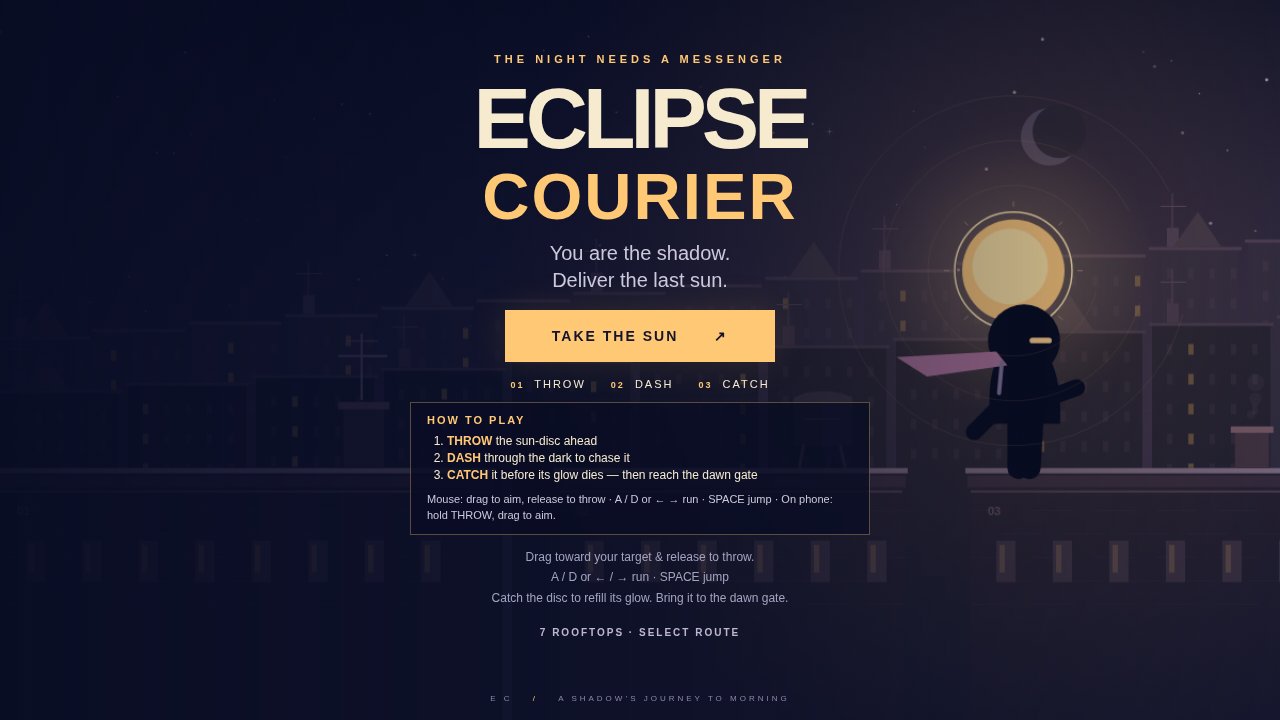 THE NIGHT NEEDS A MESSENGER
ECLIPSE
COURIER
You are the shadow.
Deliver the last sun.
TAKE THE SUN ↗
01 THROW 02 DASH 03 CATCH
HOW TO PLAY
1. THROW the sun-disc ahead
2. DASH through the dark to chase it
3. CATCH it before its glow dies — then reach the dawn gate
Mouse: drag to aim, release to throw · A / D or ← → run · SPACE jump · On phone:
hold THROW, drag to aim.
01
03
Drag toward your target & release to throw.
A / D or ← / → run · SPACE jump
Catch the disc to refill its glow. Bring it to the dawn gate.
7 ROOFTOPS · SELECT ROUTE
E C / A SHADOW'S JOURNEY TO MORNING